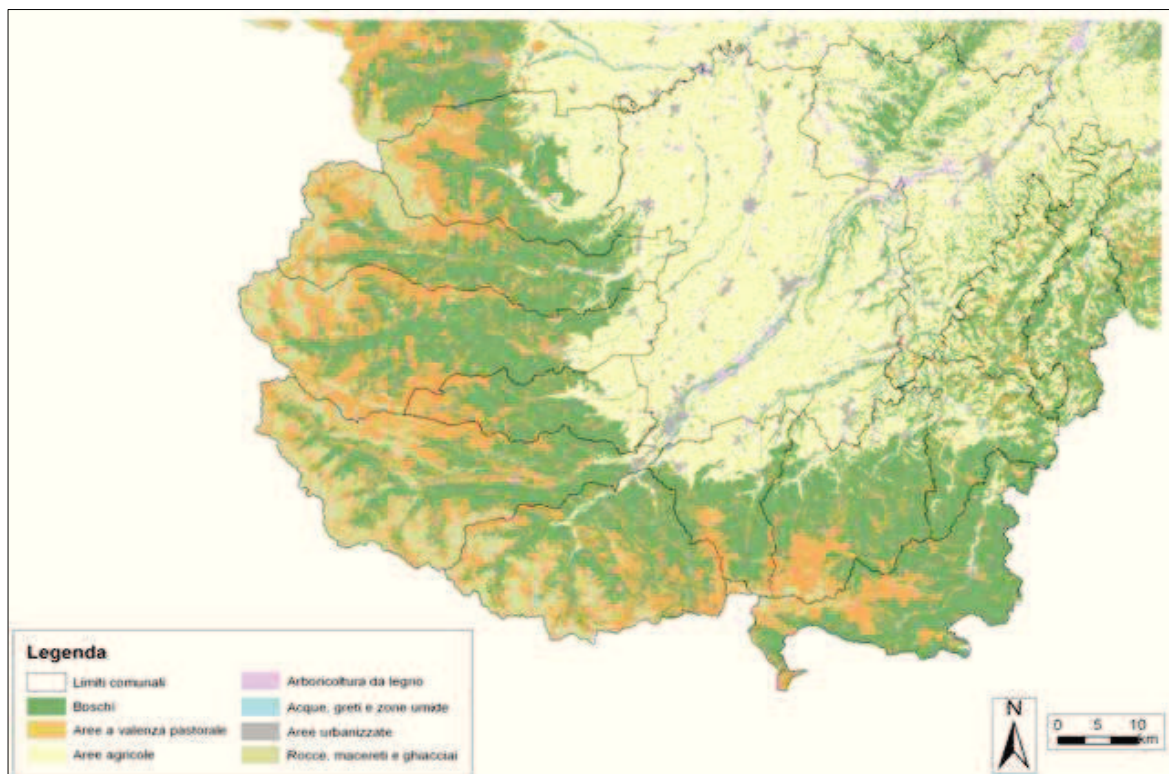 Legenda
Limiti comunali
Boschi
Aree a valenza pastorale
Aree agricole
Arboricoltura da legno
Acque, greti e zone umide
Aree urbanizzate
Rocce, macereti e ghiacciai
N
0 5 10
km